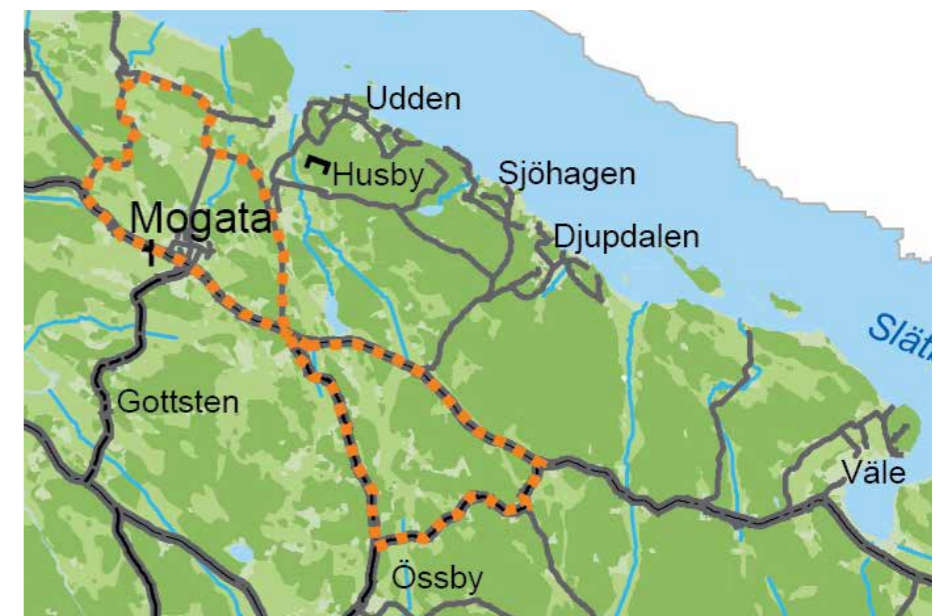 Udden
Husby
Sjöhagen
Mogata
Djupdalen
Gottsten
Väle
Össby